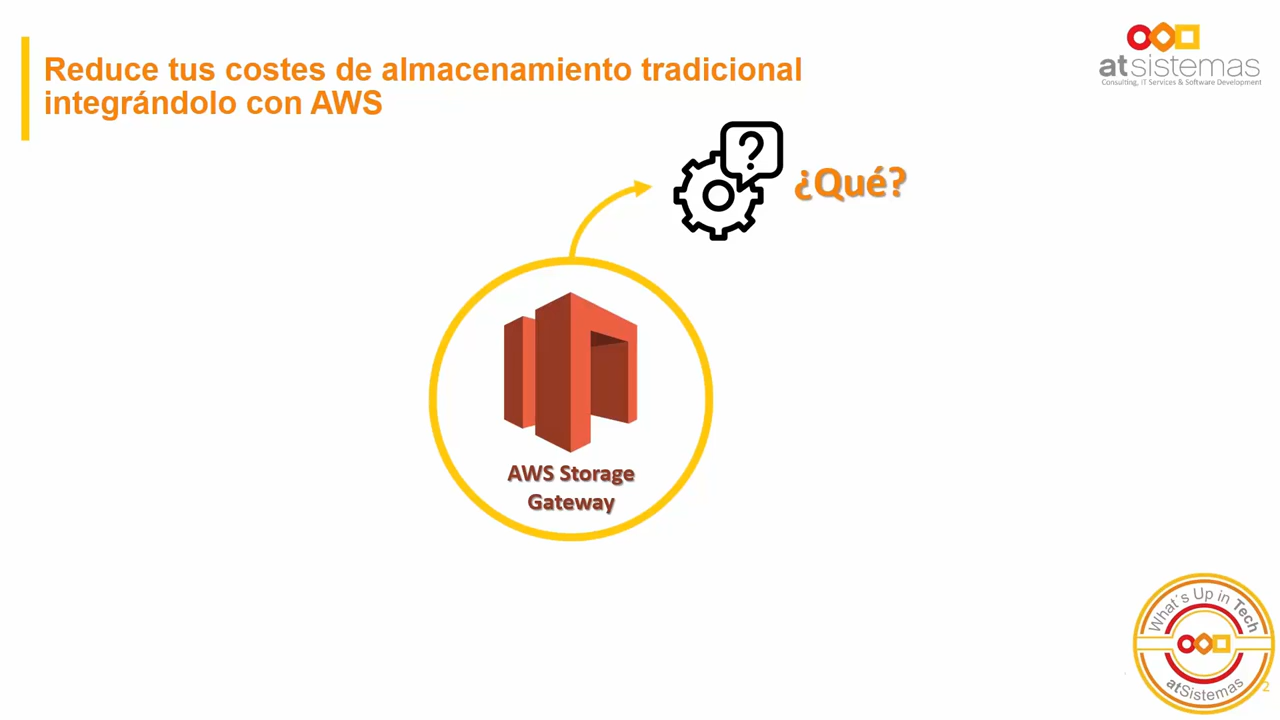 Reduce tus costes de almacenamiento tradicional
integrándolo con AWS
atsistemas
Consulting, IT Services & Software Development
?
¿Qué?
AWS Storage
Gateway
What's Up in Tech
atSistemas
2